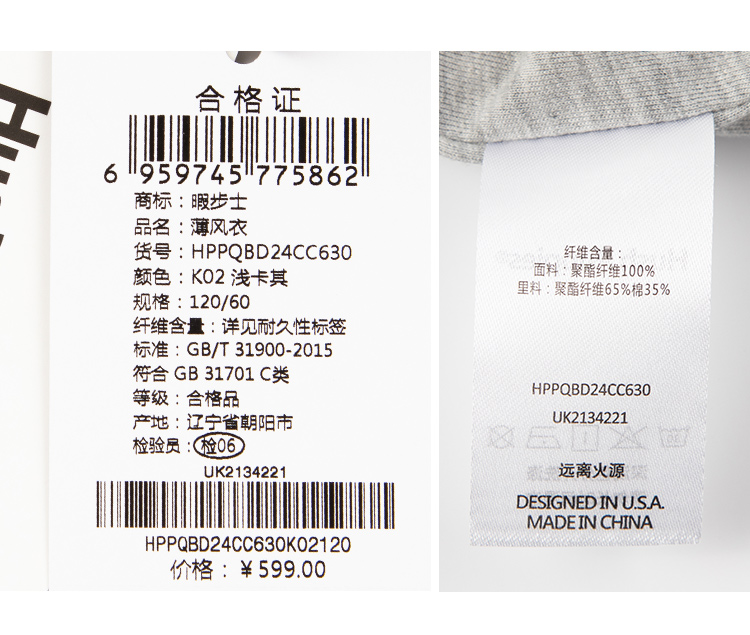 合格证
6 959745 775862
商标：暇步士
品名：薄风衣
货号：HPPQBD24CC630
颜色：K02 浅卡其
规格：120/60
纤维含量：详见耐久性标签
标准：GB/T 31900-2015
符合 GB 31701 C类
等级：合格品
产地：辽宁省朝阳市
检验员：检06
UK2134221
HPPQBD24CC630K02120
价格：￥599.00
纤维含量：
面料：聚酯纤维100%
里料：聚酯纤维65%棉35%
HPPQBD24CC630
UK2134221
远离火源
DESIGNED IN U.S.A.
MADE IN CHINA